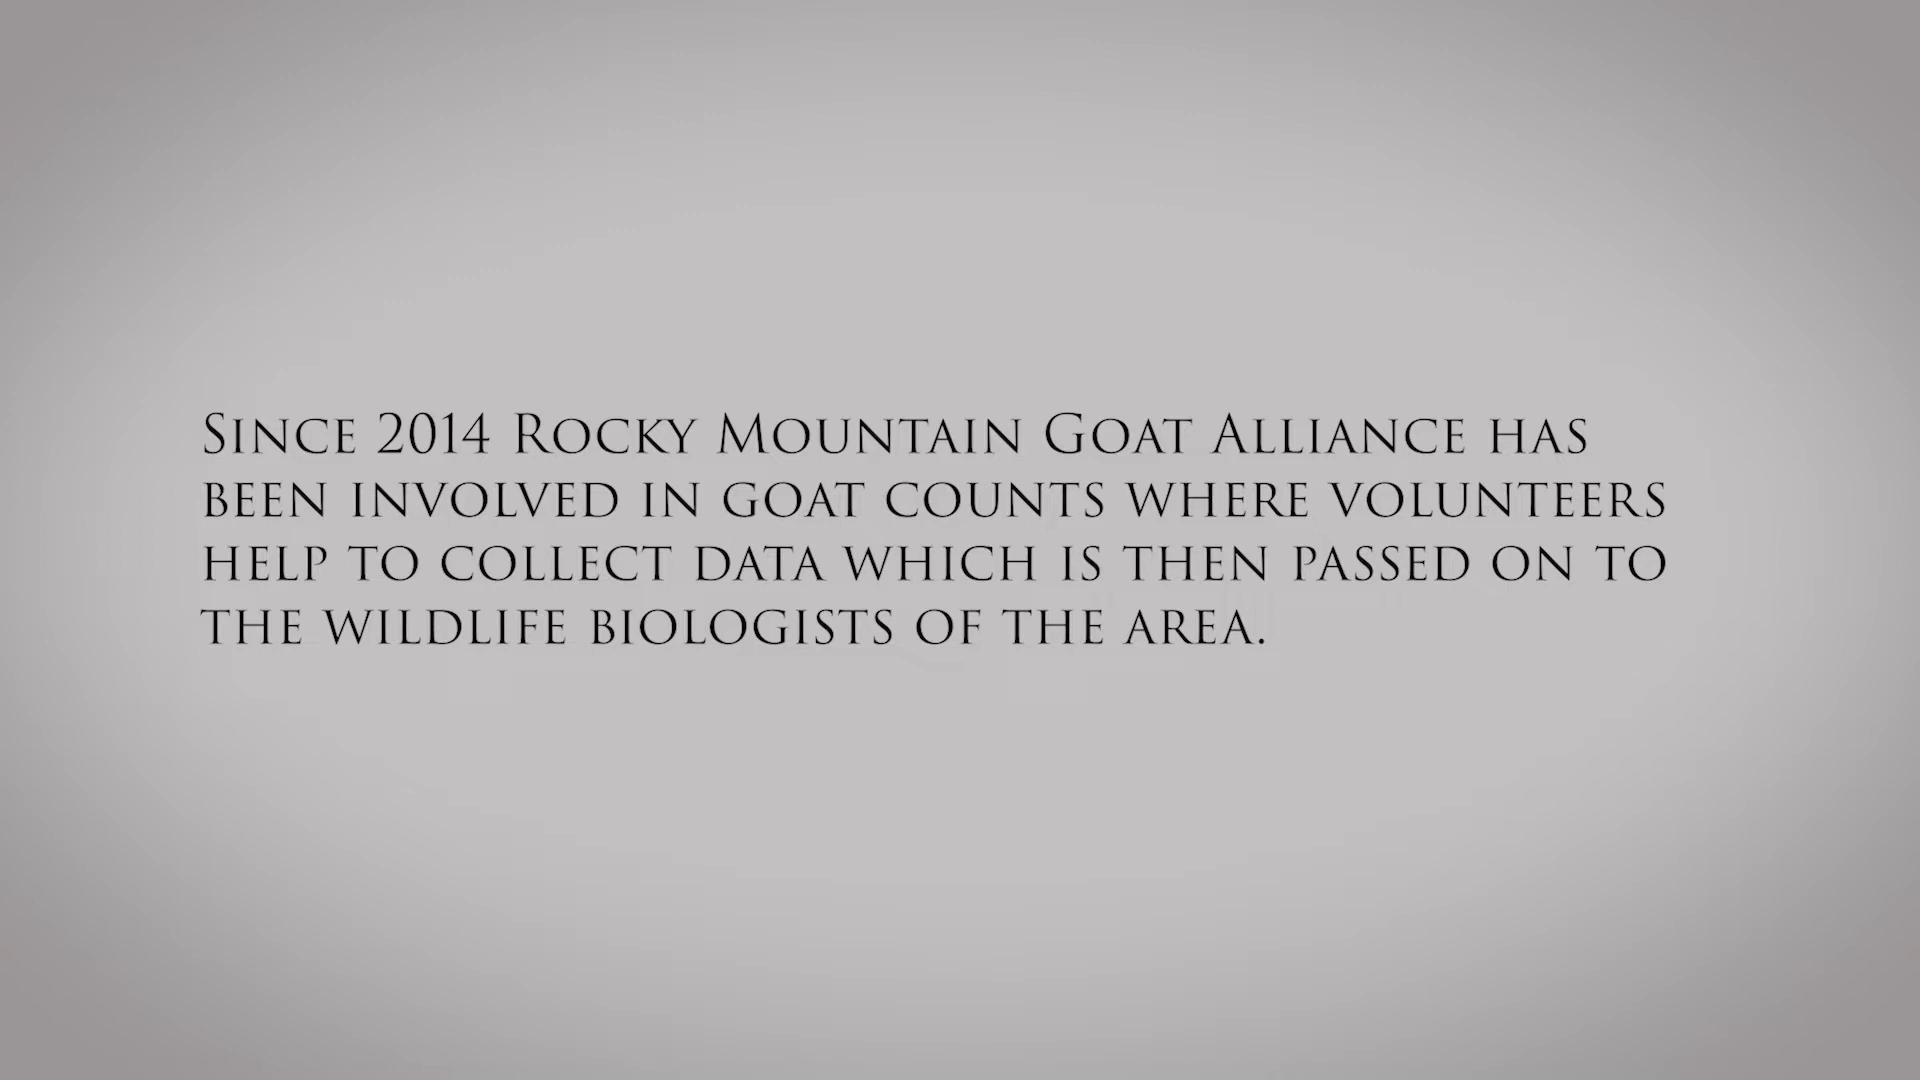 Since 2014 Rocky Mountain Goat Alliance has
been involved in goat counts where volunteers
help to collect data which is then passed on to
the wildlife biologists of the area.